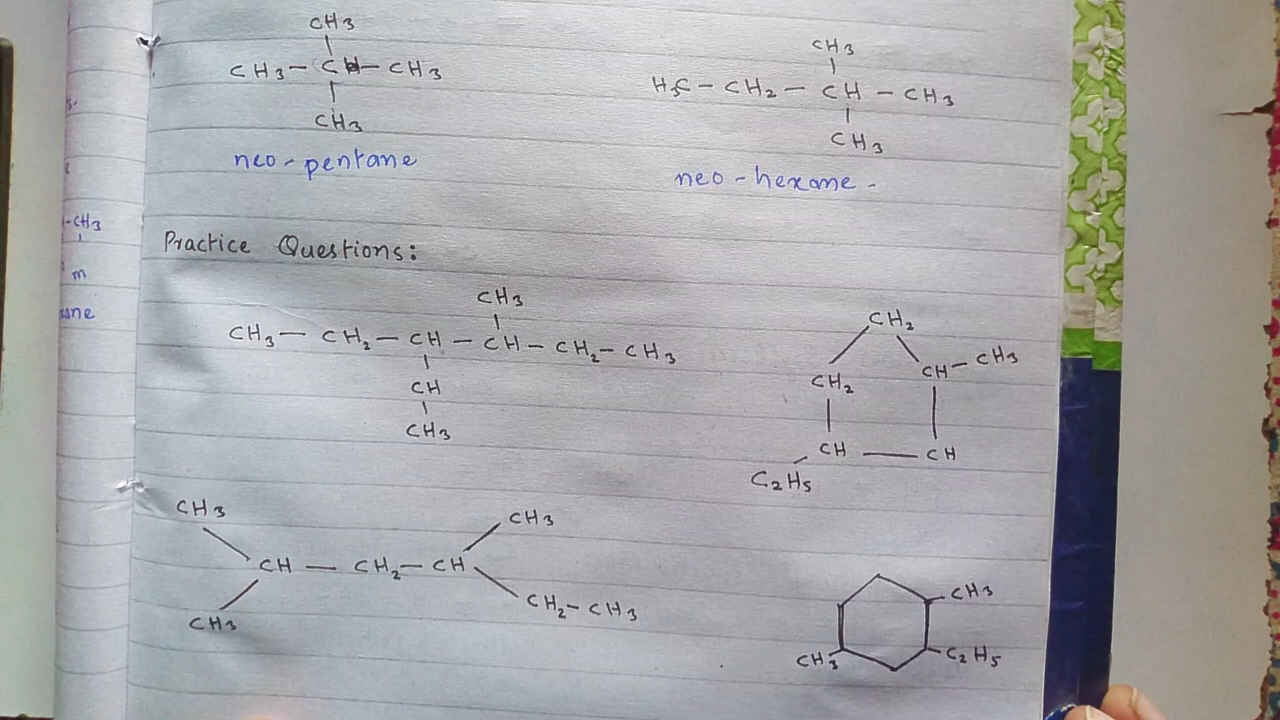 CH3
CH3 - C - CH3
CH3
neo - pentane
CH3
H3C - CH2 - CH - CH3
CH3
neo - hexane -
-CH3
m
ane
Practice Questions:
CH3
CH3 - CH2 - CH - CH - CH2 - CH3
CH
CH3
CH2
CH2 CH - CH3
CH - CH
C2H5
CH3 CH3
CH - CH2 - CH
CH3 CH2 - CH3
CH3
CH3 C2H5